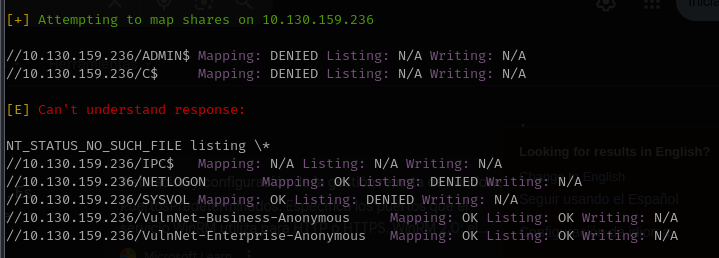 [+] Attempting to map shares on 10.130.159.236
//10.130.159.236/ADMIN$ Mapping: DENIED Listing: N/A Writing: N/A
//10.130.159.236/C$ Mapping: DENIED Listing: N/A Writing: N/A
[E] Can't understand response:
NT_STATUS_NO_SUCH_FILE listing \*
//10.130.159.236/IPC$ Mapping: N/A Listing: N/A Writing: N/A
//10.130.159.236/NETLOGON Mapping: OK Listing: DENIED Writing: N/A
//10.130.159.236/SYSVOL Mapping: OK Listing: DENIED Writing: N/A
//10.130.159.236/VulnNet-Business-Anonymous Mapping: OK Listing: OK Writing: N/A
//10.130.159.236/VulnNet-Enterprise-Anonymous Mapping: OK Listing: OK Writing: N/A
Looking for results in English?
English
Seguir usando el Español
Microsoft Learn